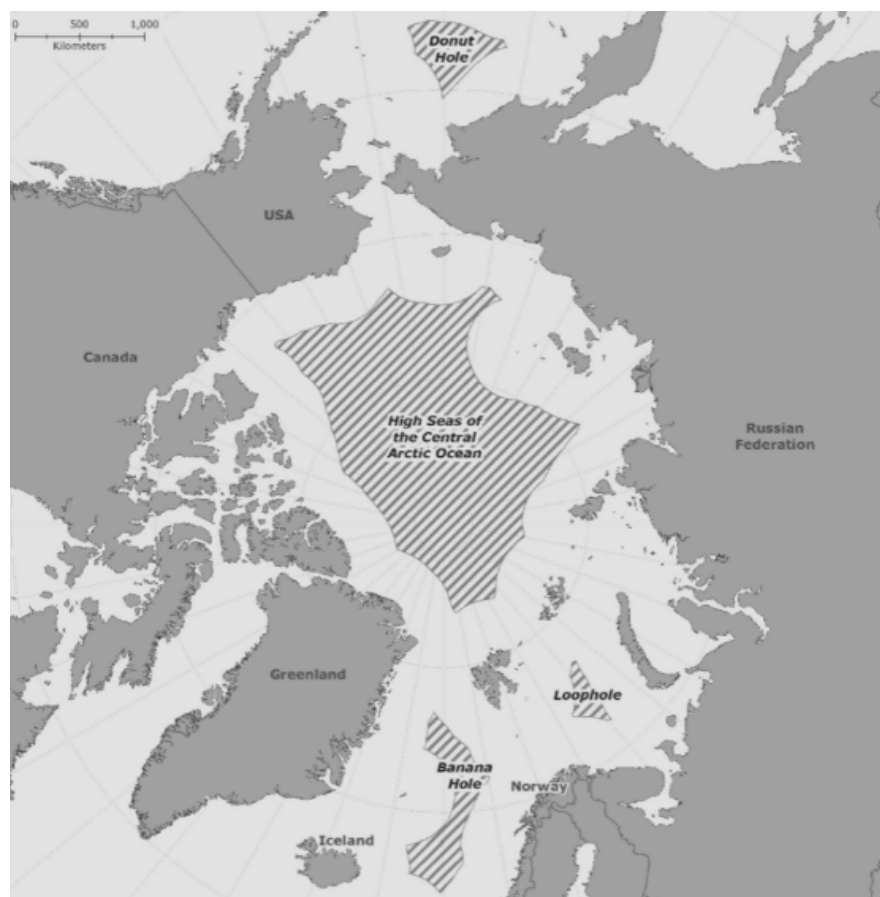 0 500 1,000
Kilometers
Donut
Hole
USA
Canada
High Seas of
the Central
Arctic Ocean
Russian
Federation
Greenland
Loophole
Banana
Hole
Norway
Iceland